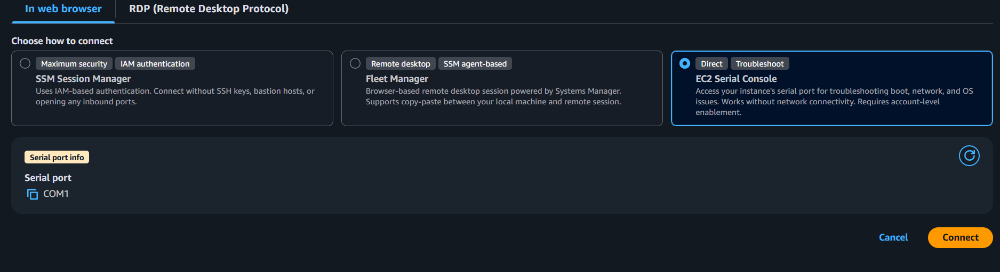 In web browser
RDP (Remote Desktop Protocol)
Choose how to connect
Maximum security
IAM authentication
SSM Session Manager
Uses IAM-based authentication. Connect without SSH keys, bastion hosts, or
opening any inbound ports.
Remote desktop
SSM agent-based
Fleet Manager
Browser-based remote desktop session powered by Systems Manager.
Supports copy-paste between your local machine and remote session.
Direct
Troubleshoot
EC2 Serial Console
Access your instance's serial port for troubleshooting boot, network, and OS
issues. Works without network connectivity. Requires account-level
enablement.
Serial port info
Serial port
COM1
Cancel
Connect